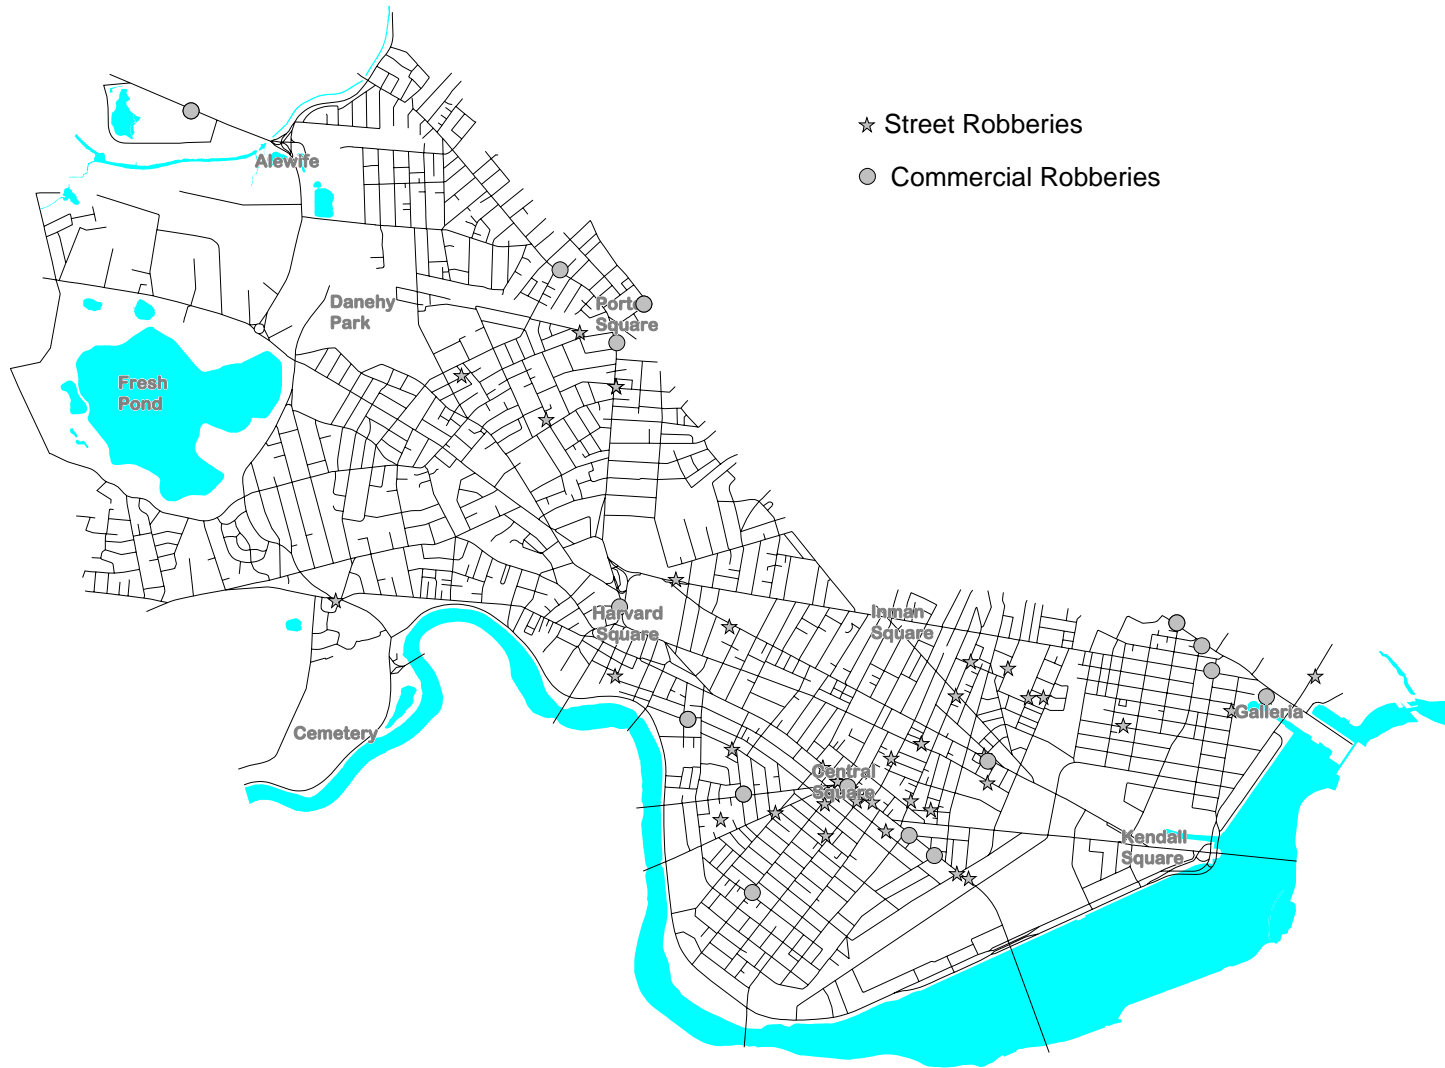 Street Robberies
Commercial Robberies
Alewife
Danehy
Park
Porte
Square
Fresh
Pond
Harvard
Square
Inman
Square
Cemetery
Galleria
Central
Square
Kendall
Square